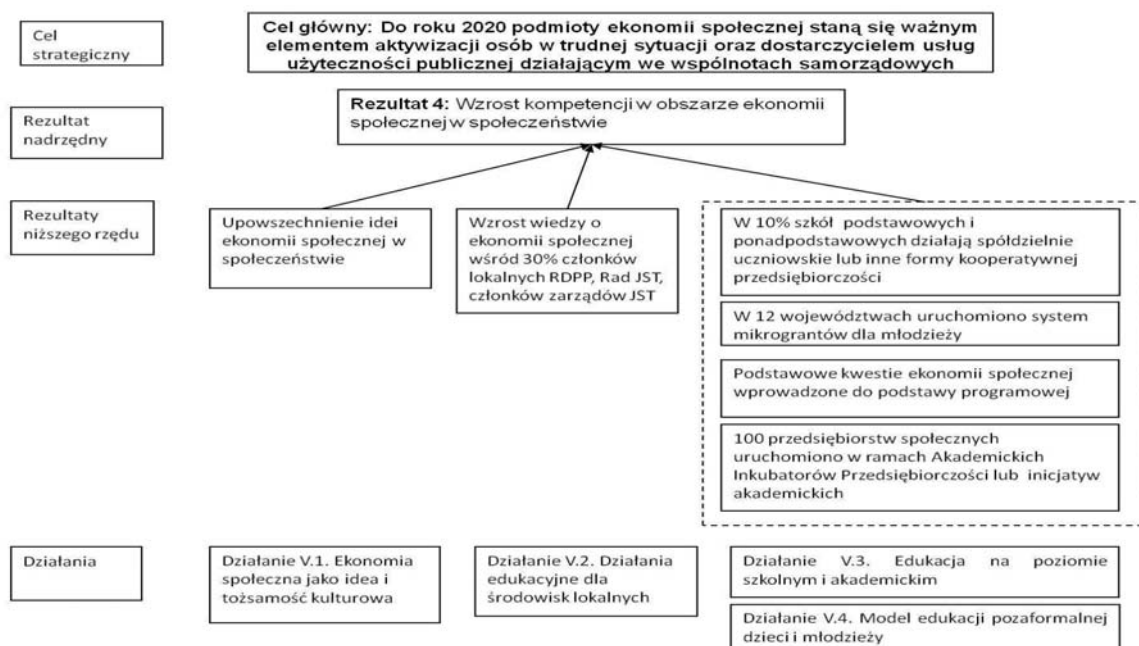 Cel
strategiczny
Cel główny: Do roku 2020 podmioty ekonomii społecznej staną się ważnym
elementem aktywizacji osób w trudnej sytuacji oraz dostarczycielem usług
użyteczności publicznej działającym we wspólnotach samorządowych
Rezultat
nadrzędny
Rezultat 4: Wzrost kompetencji w obszarze ekonomii
społecznej w społeczeństwie
Rezultaty
niższego rzędu
Upowszechnienie idei
ekonomii społecznej w
społeczeństwie
Wzrost wiedzy o
ekonomii społecznej
wśród 30% członków
lokalnych RDPP, Rad JST,
członków zarządów JST
W 10% szkół podstawowych i
ponadpodstawowych działają spółdzielnie
uczniowskie lub inne formy kooperatywnej
przedsiębiorczości
W 12 województwach uruchomiono system
mikrograntów dla młodzieży
Podstawowe kwestie ekonomii społecznej
wprowadzone do podstawy programowej
100 przedsiębiorstw społecznych
uruchomiono w ramach Akademickich
Inkubatorów Przedsiębiorczości lub inicjatyw
akademickich
Działania
Działanie V.1. Ekonomia
społeczna jako idea i
tożsamość kulturowa
Działanie V.2. Działania
edukacyjne dla
środowisk lokalnych
Działanie V.3. Edukacja na poziomie
szkolnym i akademickim
Działanie V.4. Model edukacji pozaformalnej
dzieci i młodzieży